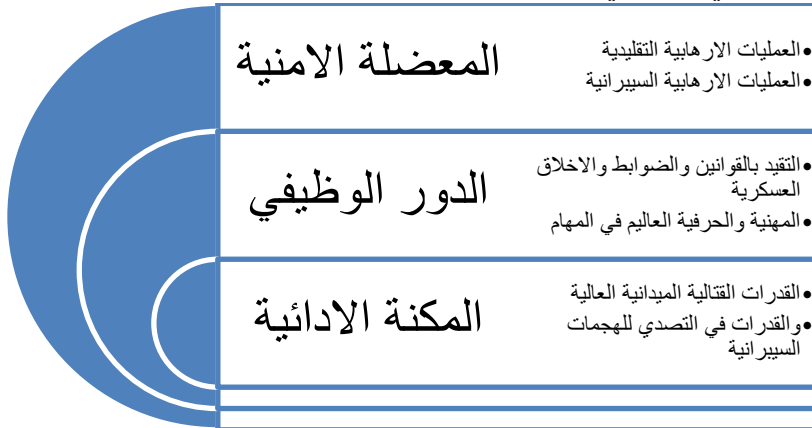 المعضلة الامنية
•العمليات الارهابية التقليدية
•العمليات الارهابية السيبرانية
الدور الوظيفي
•التقيد بالقوانين والضوابط والاخلاق
العسكرية
•المهنية والحرفية العاليم في المهام
المكنة الادائية
•القدرات القتالية الميدانية العالية
•والقدرات في التصدي للهجمات
السيبرانية